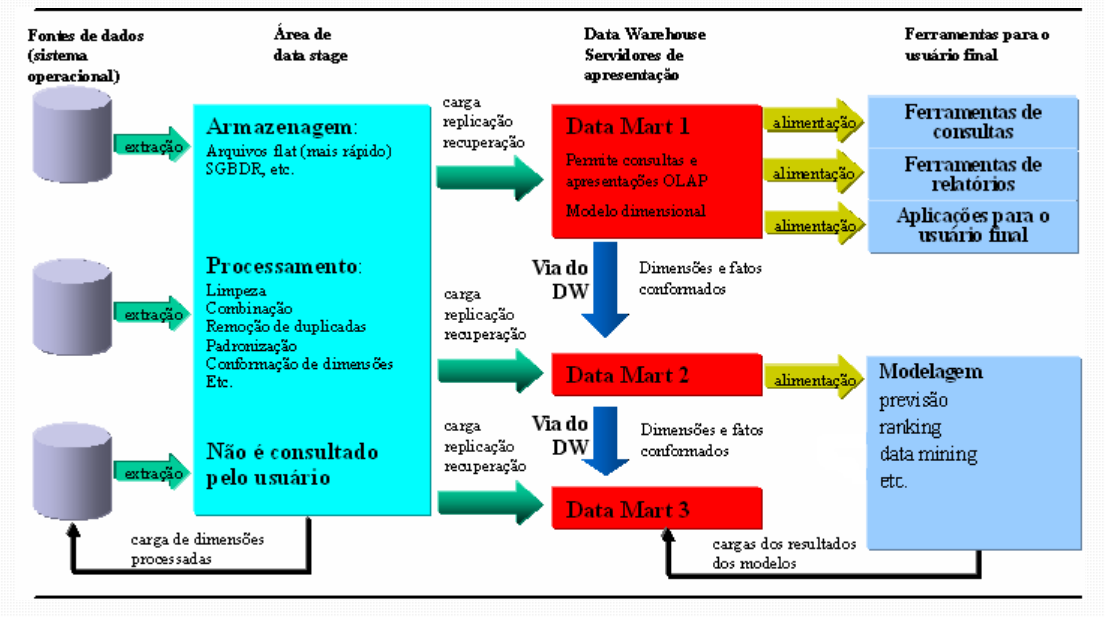 Fontes de dados
(sistema
operacional)
Área de
data stage
Data Warehouse
Servidores de
apresentação
Ferramentas para o
usuário final
extração
Armazenagem:
Arquivos flat (mais rápido)
SGBDR, etc.
carga
replicação
recuperação
Data Mart 1
Permite consultas e
apresentações OLAP
Modelo dimensional
alimentação
Ferramentas de
consultas
alimentação
Ferramentas de
relatórios
alimentação
Aplicações para o
usuário final
extração
Processamento:
Limpeza
Combinação
Remoção de duplicadas
Padronização
Conformação de dimensões
Etc.
Via do
DW
Dimensões e fatos
conformados
carga
replicação
recuperação
Data Mart 2
alimentação
Modelagem
previsão
ranking
data mining
etc.
extração
Não é consultado
pelo usuário
Via do
DW
Dimensões e fatos
conformados
carga
replicação
recuperação
Data Mart 3
carga de dimensões
processadas
cargas dos resultados
dos modelos